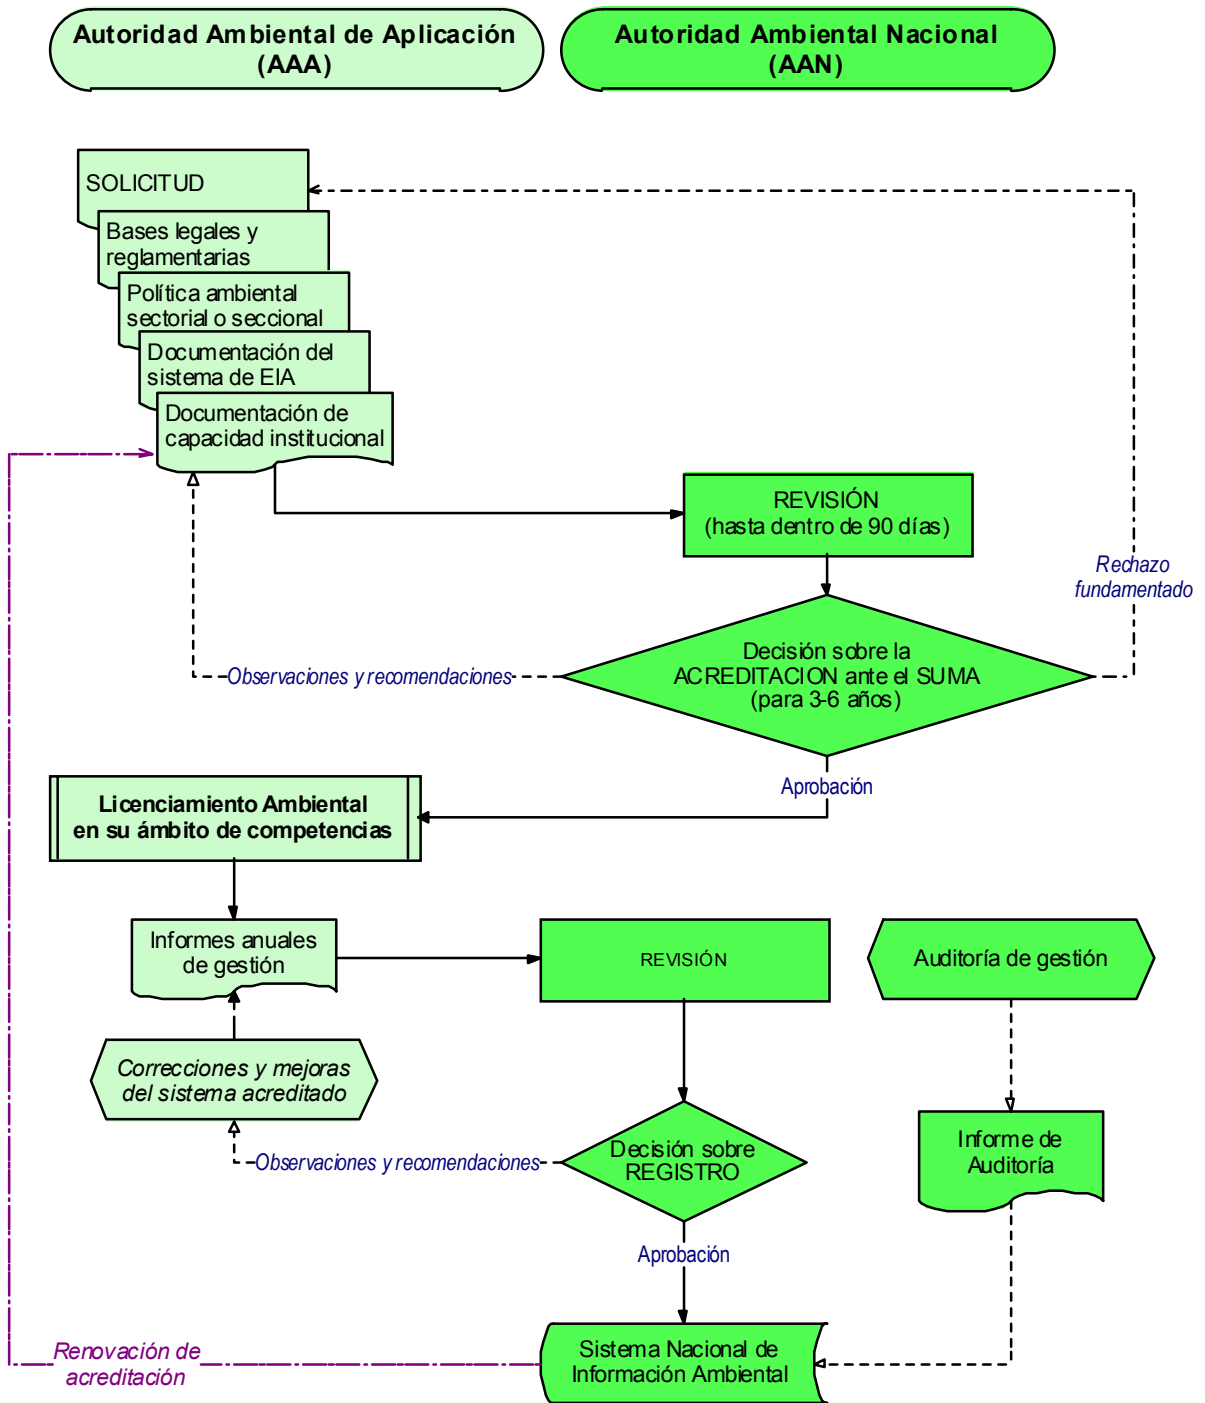 Autoridad Ambiental de Aplicación
(AAA)
Autoridad Ambiental Nacional
(AAN)
SOLICITUD
Bases legales y
reglamentarias
Política ambiental
sectorial o seccional
Documentación del
sistema de EIA
Documentación de
capacidad institucional
REVISIÓN
(hasta dentro de 90 días)
Rechazo
fundamentado
Decisión sobre la
ACREDITACION ante el SUMA
(para 3-6 años)
Observaciones y recomendaciones
Aprobación
Licenciamiento Ambiental
en su ámbito de competencias
Informes anuales
de gestión
REVISIÓN
Auditoría de gestión
Correcciones y mejoras
del sistema acreditado
Decisión sobre
REGISTRO
Observaciones y recomendaciones
Informe de
Auditoría
Aprobación
Sistema Nacional de
Información Ambiental
Renovación de
acreditación